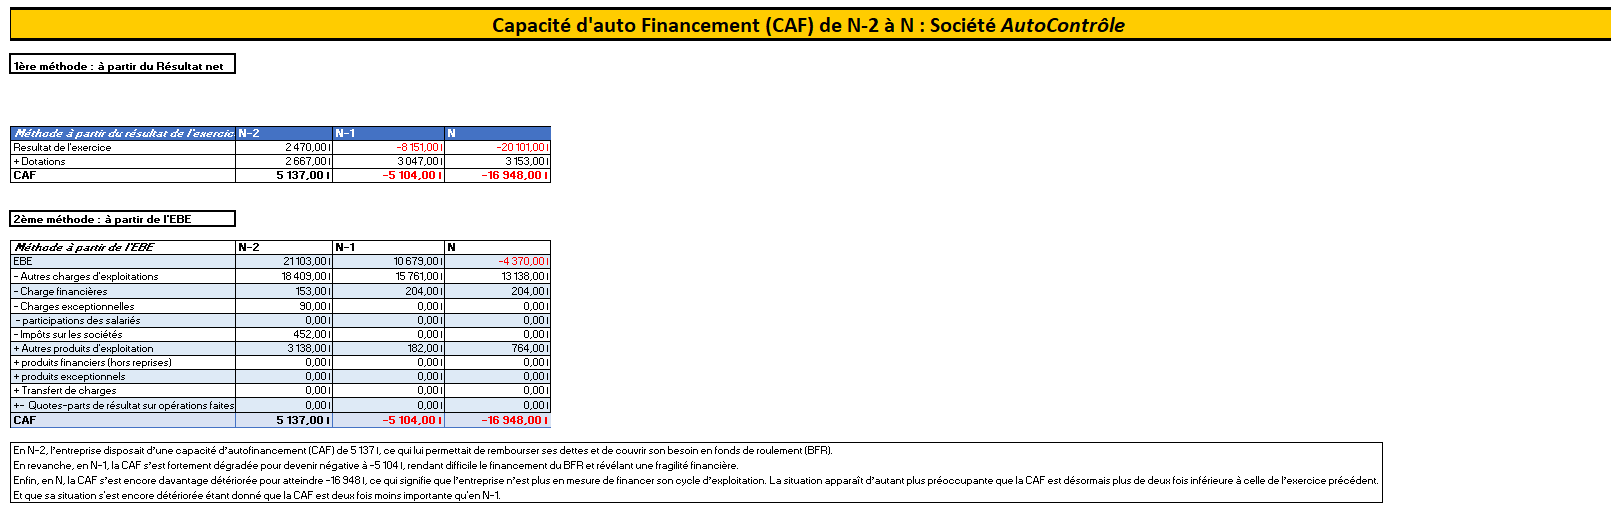 Capacité d'auto Financement (CAF) de N-2 à N : Société AutoContrôle
1ère méthode : à partir du Résultat net
Méthode à partir du résultat de l'exercic N-2 N-1 N
Resultat de l'exercice 2 470,00 l -8 151,00 l -20 101,00 l
+ Dotations 2 667,00 l 3 047,00 l 3 153,00 l
CAF 5 137,00 l -5 104,00 l -16 948,00 l
2ème méthode : à partir de l'EBE
Méthode à partir de l'EBE N-2 N-1 N
EBE 21 103,00 l 10 679,00 l -4 370,00 l
- Autres charges d'exploitations 18 409,00 l 15 761,00 l 13 138,00 l
- Charge financières 153,00 l 204,00 l 204,00 l
- Charges exceptionnelles 90,00 l 0,00 l 0,00 l
- participations des salariés 0,00 l 0,00 l 0,00 l
- Impôts sur les sociétés 452,00 l 0,00 l 0,00 l
+ Autres produits d'exploitation 3 138,00 l 182,00 l 764,00 l
+ produits financiers (hors reprises) 0,00 l 0,00 l 0,00 l
+ produits exceptionnels 0,00 l 0,00 l 0,00 l
+ Transfert de charges 0,00 l 0,00 l 0,00 l
+- Quotes-parts de résultat sur opérations faites 0,00 l 0,00 l 0,00 l
CAF 5 137,00 l -5 104,00 l -16 948,00 l
En N-2, l'entreprise disposait d'une capacité d'autofinancement (CAF) de 5 137 l, ce qui lui permettait de rembourser ses dettes et de couvrir son besoin en fonds de roulement (BFR).
En revanche, en N-1, la CAF s'est fortement dégradée pour devenir négative à -5 104 l, rendant difficile le financement du BFR et révélant une fragilité financière.
Enfin, en N, la CAF s'est encore davantage détériorée pour atteindre -16 948 l, ce qui signifie que l'entreprise n'est plus en mesure de financer son cycle d'exploitation. La situation apparaît d'autant plus préoccupante que la CAF est désormais plus de deux fois inférieure à celle de l'exercice précédent.
Et que sa situation s'est encore détériorée étant donné que la CAF est deux fois moins importante qu'en N-1.